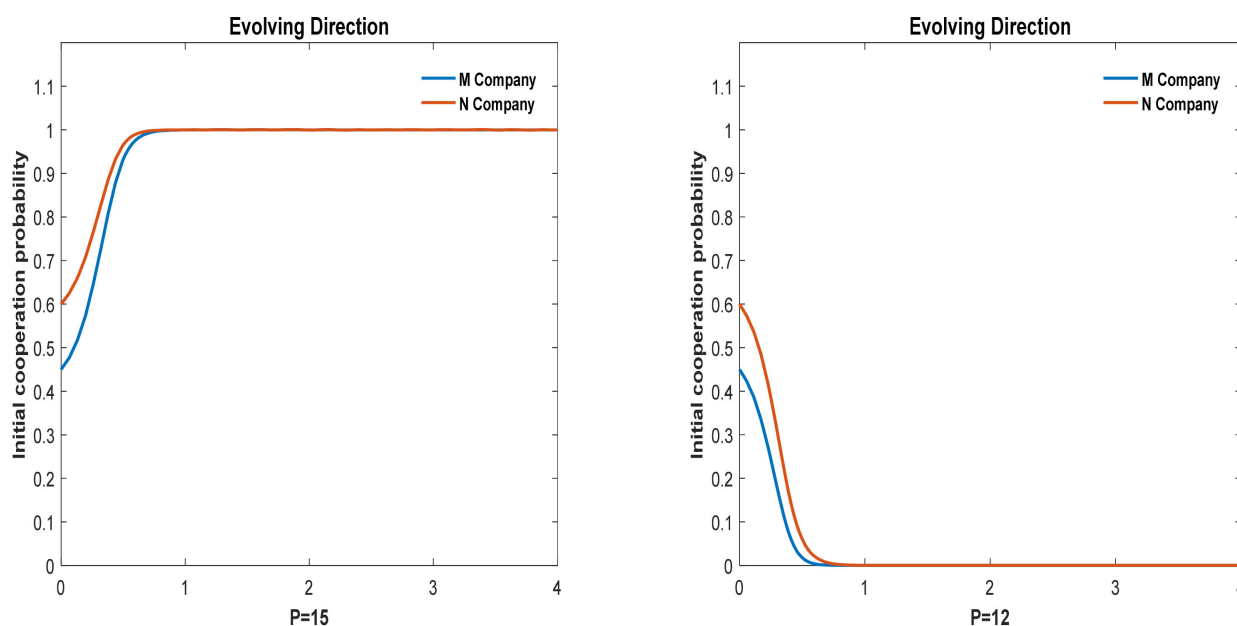 Evolving Direction
M Company
N Company
Initial cooperation probability
1.1
1
0.9
0.8
0.7
0.6
0.5
0.4
0.3
0.2
0.1
0
0 1 2 3 4
P=15
Evolving Direction
M Company
N Company
Initial cooperation probability
1.1
1
0.9
0.8
0.7
0.6
0.5
0.4
0.3
0.2
0.1
0
0 1 2 3 4
P=12